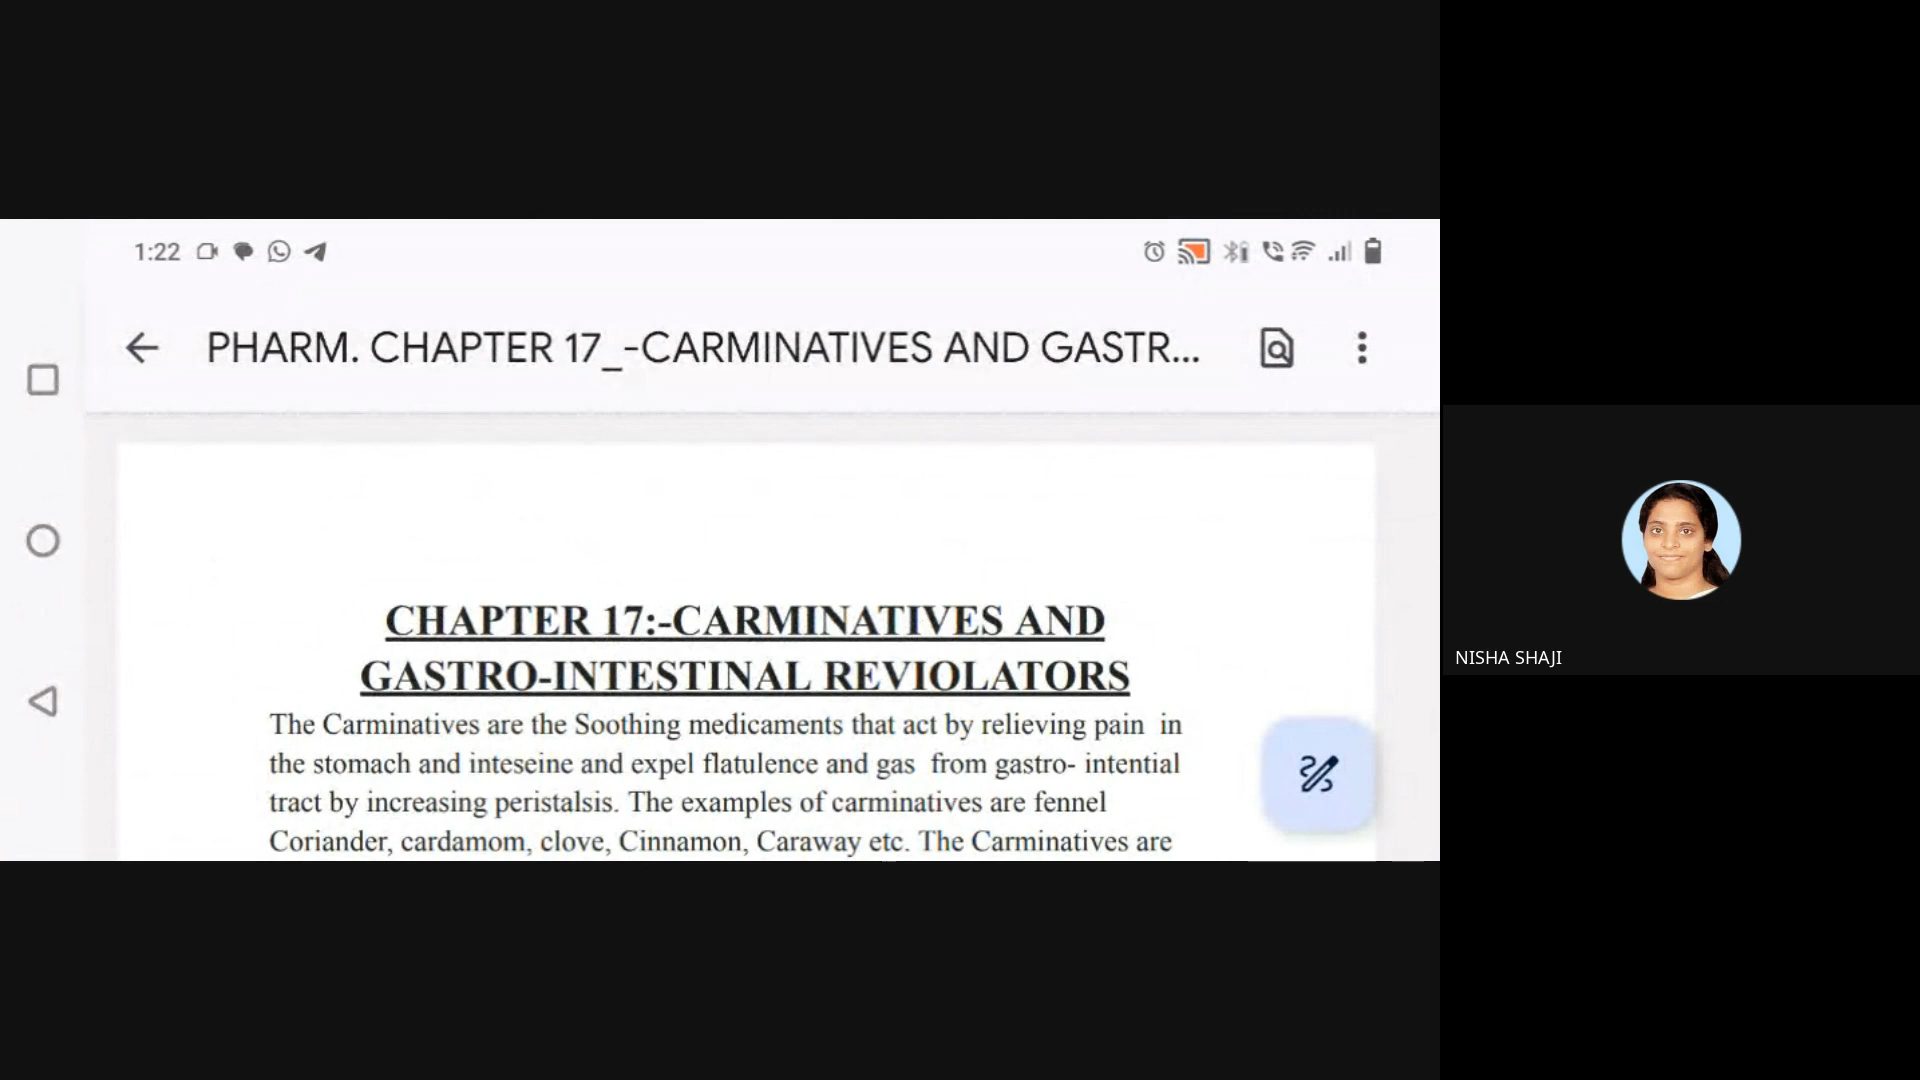 1:22
PHARM. CHAPTER 17_-CARMINATIVES AND GASTR...
CHAPTER 17:-CARMINATIVES AND
GASTRO-INTESTINAL REVIOLATORS
The Carminatives are the Soothing medicaments that act by relieving pain in
the stomach and inteseine and expel flatulence and gas from gastro- intential
tract by increasing peristalsis. The examples of carminatives are fennel
Coriander, cardamom, clove, Cinnamon, Caraway etc. The Carminatives are
NISHA SHAJI